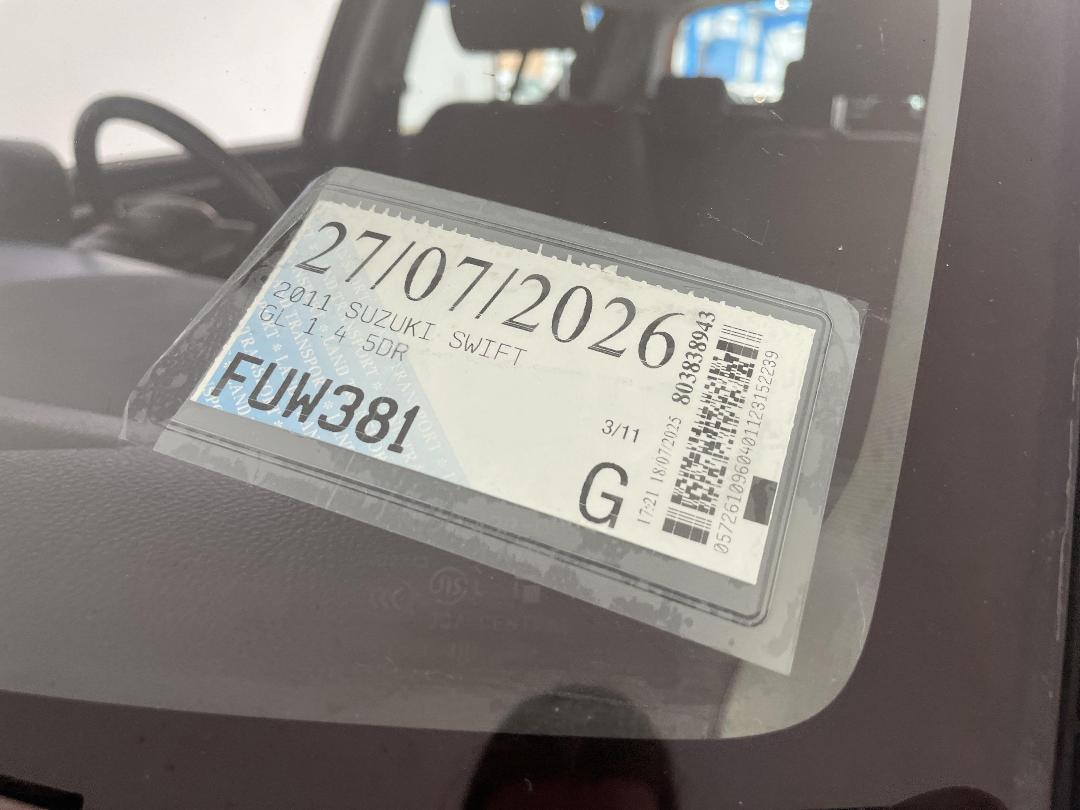 27/07/2026
2011 SUZUKI SWIFT
GL 1 4 5DR
FUW381
3/11
G
17:21 18/07/2025
803838943
0572610960401123152239